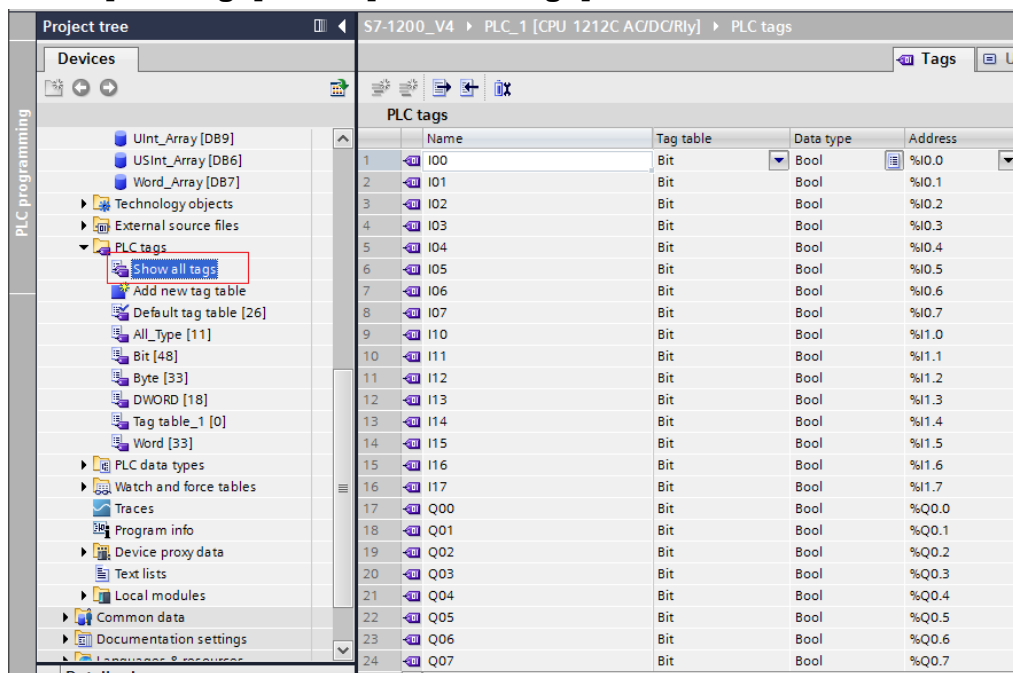 Project tree
S7-1200_V4 ▸ PLC_1 [CPU 1212C AC/DC/Rly] ▸ PLC tags
Devices
Tags
PLC programming
PLC tags
UInt_Array [DB9]
USInt_Array [DB6]
Word_Array [DB7]
Technology objects
External source files
PLC tags
Show all tags
Add new tag table
Default tag table [26]
All_Type [11]
Bit [48]
Byte [33]
DWORD [18]
Tag table_1 [0]
Word [33]
PLC data types
Watch and force tables
Traces
Program info
Device proxy data
Text lists
Local modules
Common data
Documentation settings
Languages & resources
Name Tag table Data type Address
1 I00 Bit Bool %I0.0
2 I01 Bit Bool %I0.1
3 I02 Bit Bool %I0.2
4 I03 Bit Bool %I0.3
5 I04 Bit Bool %I0.4
6 I05 Bit Bool %I0.5
7 I06 Bit Bool %I0.6
8 I07 Bit Bool %I0.7
9 I10 Bit Bool %I1.0
10 I11 Bit Bool %I1.1
11 I12 Bit Bool %I1.2
12 I13 Bit Bool %I1.3
13 I14 Bit Bool %I1.4
14 I15 Bit Bool %I1.5
15 I16 Bit Bool %I1.6
16 I17 Bit Bool %I1.7
17 Q00 Bit Bool %Q0.0
18 Q01 Bit Bool %Q0.1
19 Q02 Bit Bool %Q0.2
20 Q03 Bit Bool %Q0.3
21 Q04 Bit Bool %Q0.4
22 Q05 Bit Bool %Q0.5
23 Q06 Bit Bool %Q0.6
24 Q07 Bit Bool %Q0.7